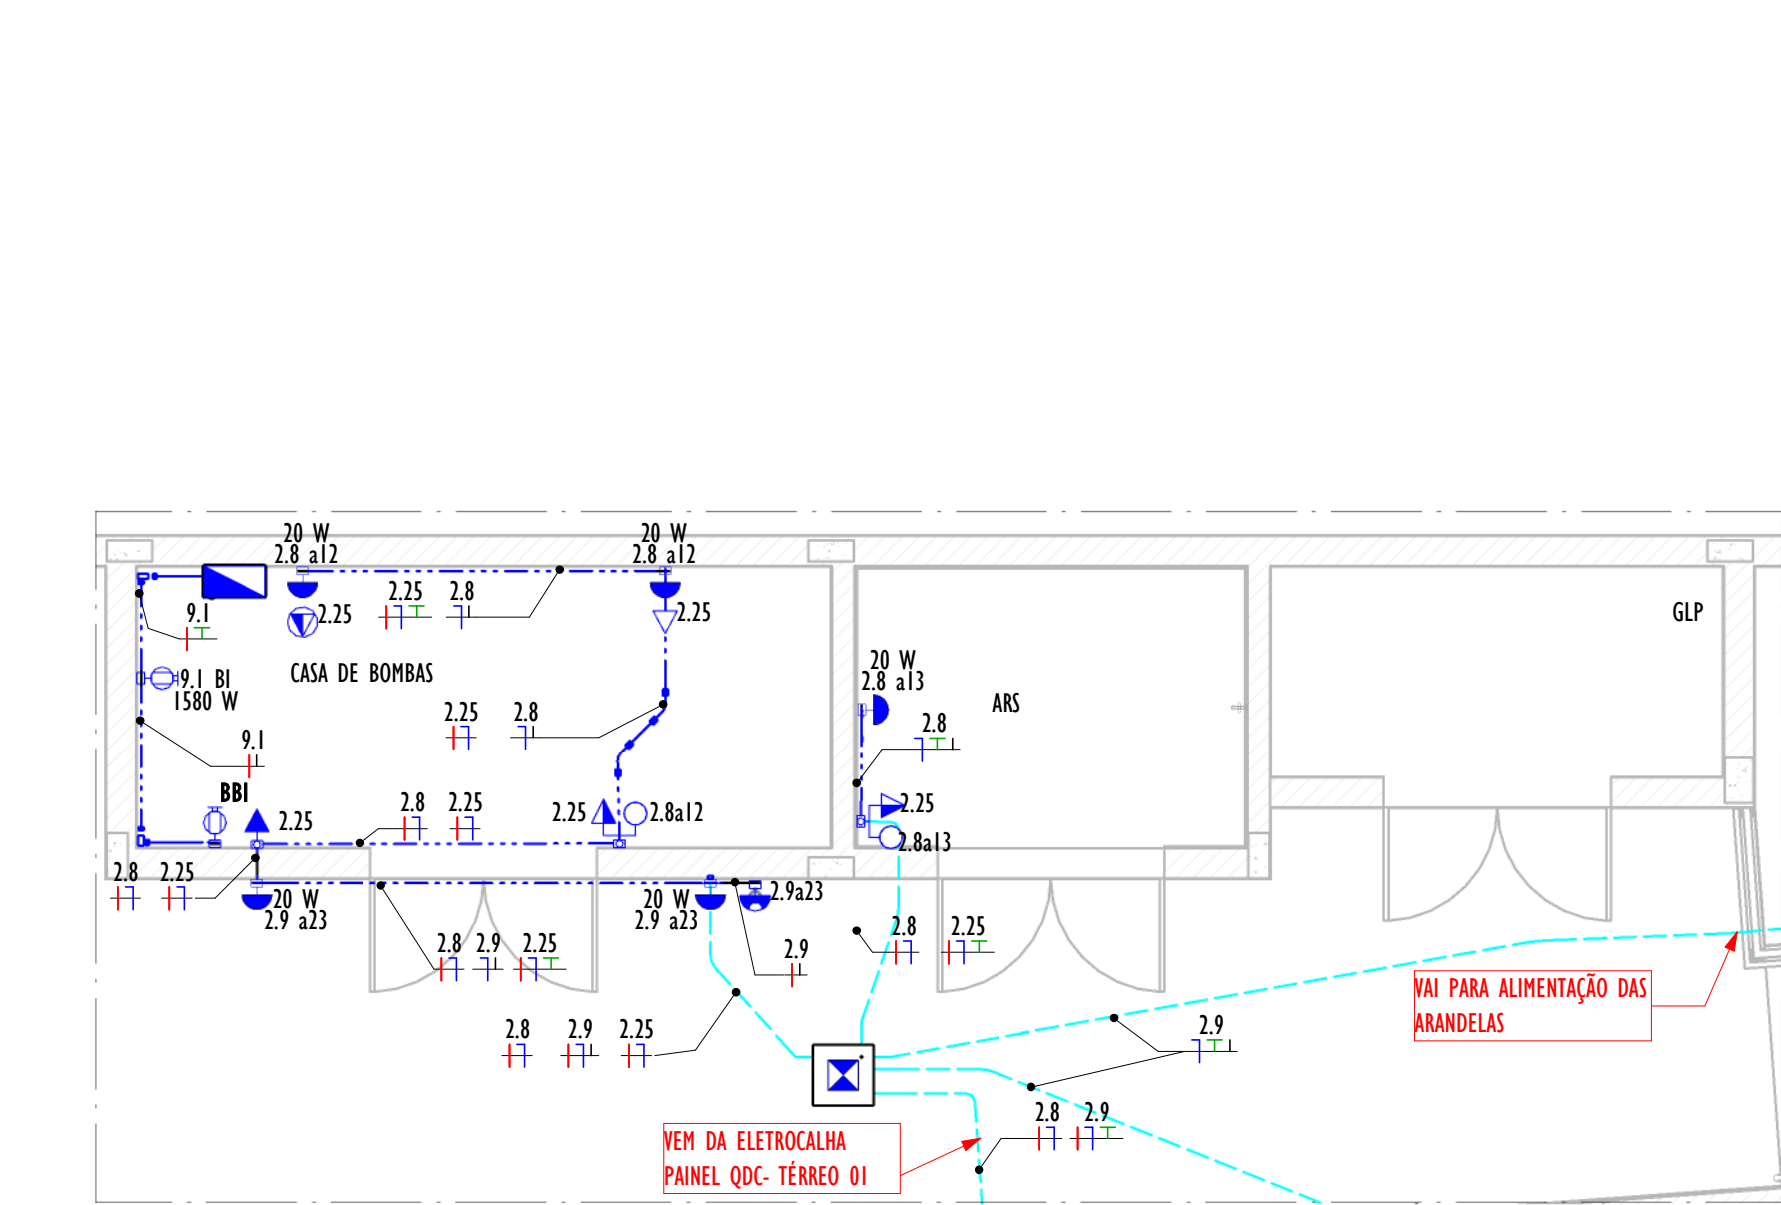 20 W
2.8 a12
20 W
2.8 a12
2.25
2.8
9.1
2.25
2.25
GLP
CASA DE BOMBAS
9.1 BI
1580 W
20 W
2.8 a13
ARS
2.25
2.8
2.8
9.1
BBI
2.25
2.8
2.25
2.25
2.8a12
2.25
2.8a13
2.8
2.25
20 W
2.9 a23
20 W
2.9 a23
2.9a23
2.8
2.9
2.25
2.9
2.8
2.25
VAI PARA ALIMENTAÇÃO DAS
ARANDELAS
2.8
2.9
2.25
2.9
2.8
2.9
VEM DA ELETROCALHA
PAINEL QDC- TÉRREO 01